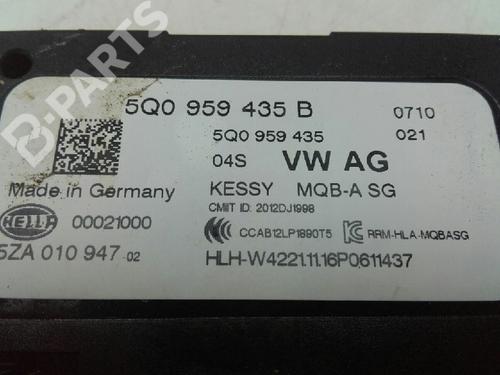 B-PARTS
5Q0 959 435 B 0710
5Q0 959 435 021
04S VW AG
Made in Germany KESSY MQB-A SG
CMIT ID: 2012DJ1998
HELLA 00021000 CCAB12LP1890T5 RRM-HLA-MQBASG
5ZA 010 947 02 HLH-W4221.11.16P0611437